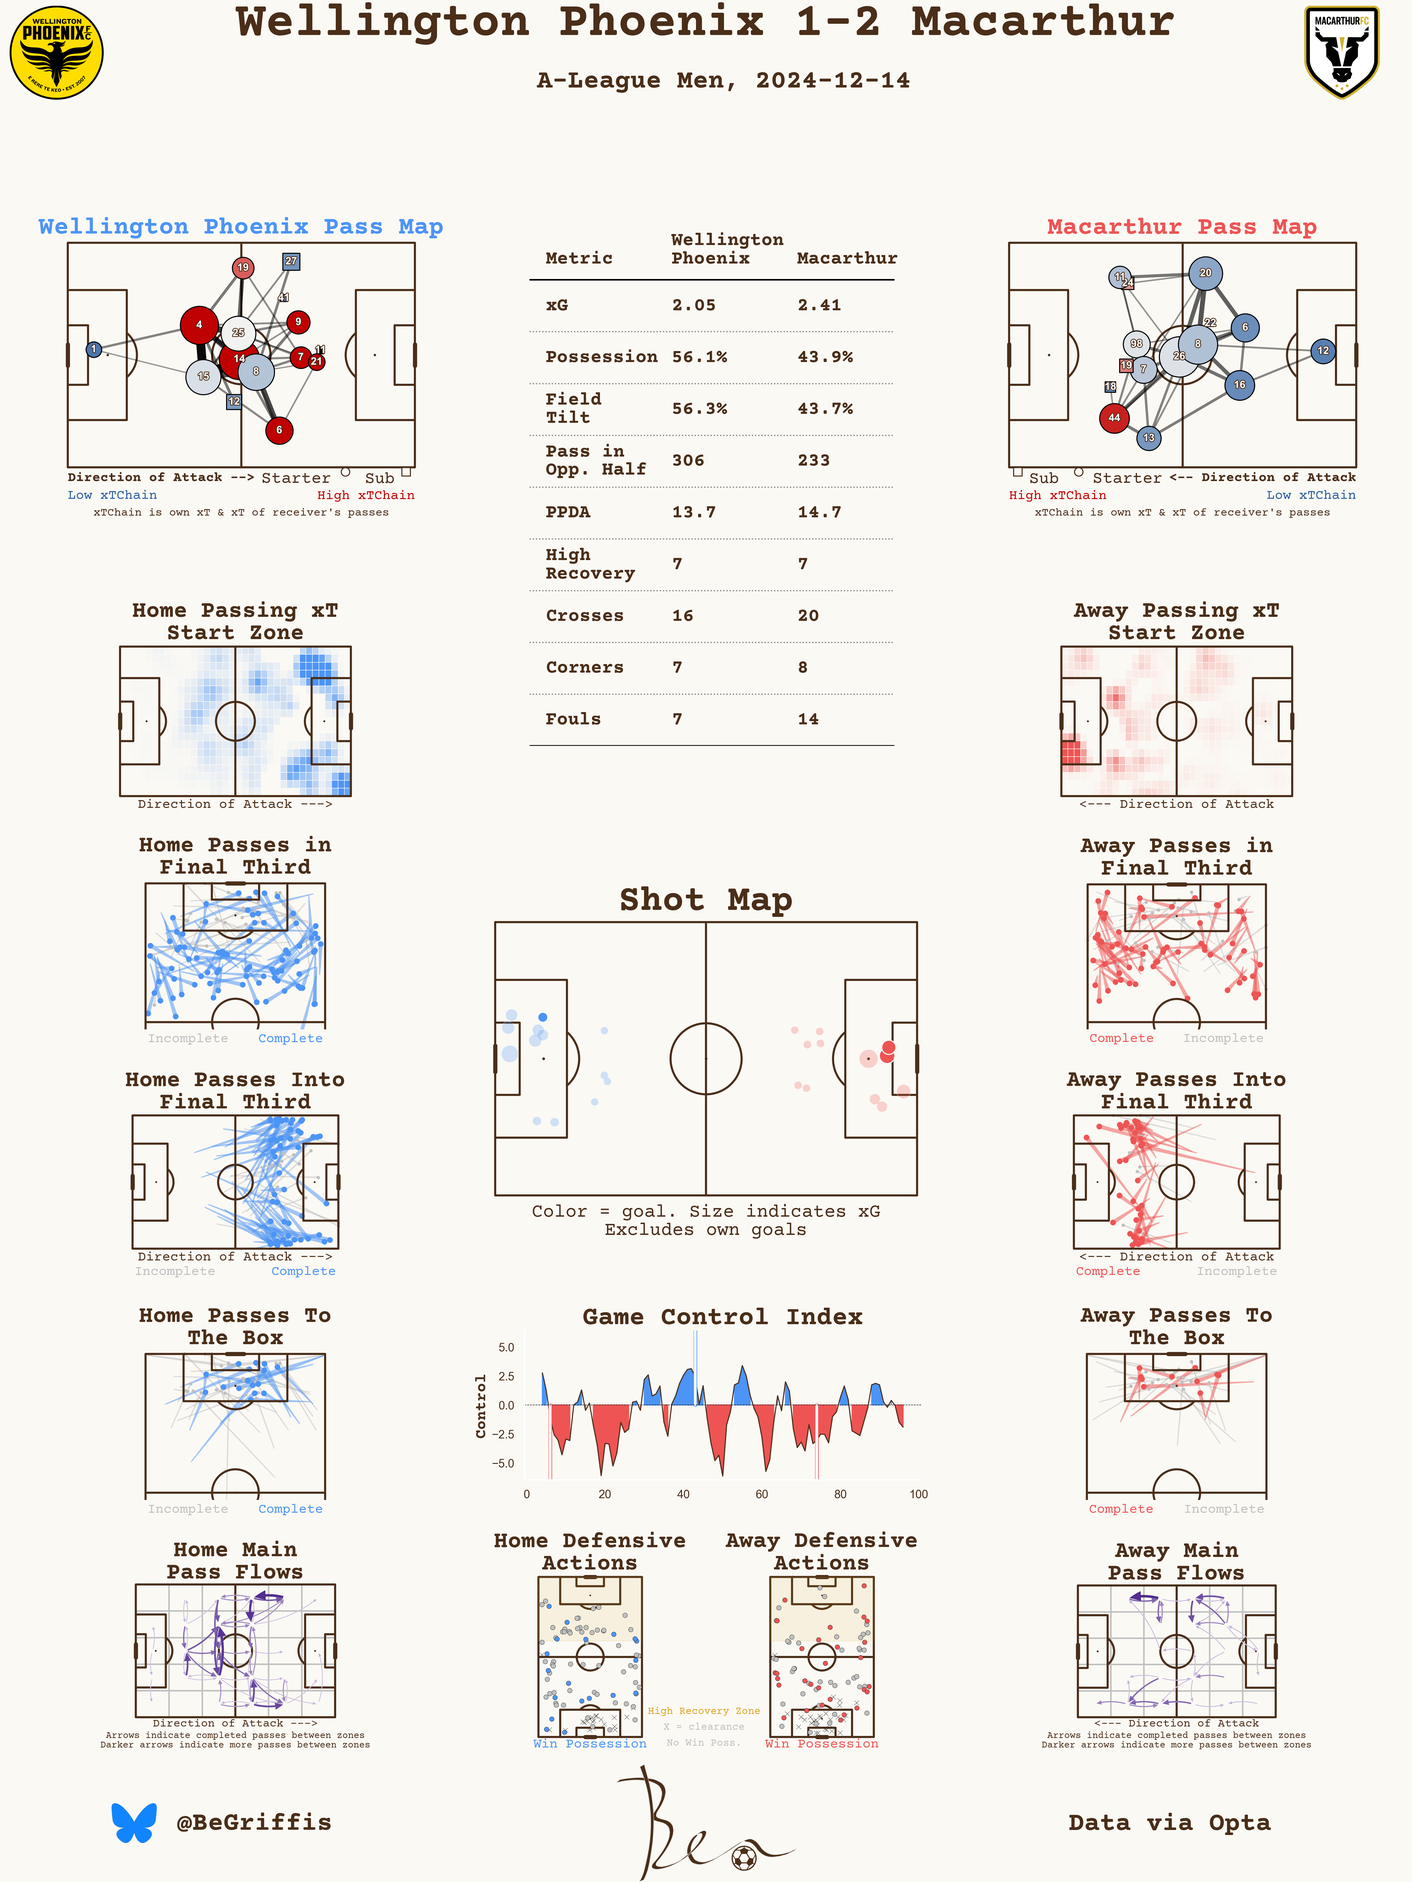 Wellington Phoenix 1-2 Macarthur
A-League Men, 2024-12-14
WELLINGTON
PHOENIX FC
E RERE TE KEO • EST. 2007
MACARTHURFC
Wellington Phoenix Pass Map
1
4
15
19
25
14
8
12
27
41
9
7
11
21
6
Direction of Attack --> Starter Sub
Low xTChain High xTChain
xTChain is own xT & xT of receiver's passes
Metric Wellington Phoenix Macarthur
xG 2.05 2.41
Possession 56.1% 43.9%
Field Tilt 56.3% 43.7%
Pass in Opp. Half 306 233
PPDA 13.7 14.7
High Recovery 7 7
Crosses 16 20
Corners 7 8
Fouls 7 14
Macarthur Pass Map
11
24
20
22
6
98
8
26
12
19
7
18
16
44
13
Sub Starter <-- Direction of Attack
High xTChain Low xTChain
xTChain is own xT & xT of receiver's passes
Home Passing xT
Start Zone
Direction of Attack --->
Away Passing xT
Start Zone
<--- Direction of Attack
Home Passes in
Final Third
Incomplete Complete
Away Passes in
Final Third
Complete Incomplete
Shot Map
Color = goal. Size indicates xG
Excludes own goals
Home Passes Into
Final Third
Direction of Attack --->
Incomplete Complete
Away Passes Into
Final Third
<--- Direction of Attack
Complete Incomplete
Home Passes To
The Box
Incomplete Complete
Game Control Index
Control
5.0
2.5
0.0
−2.5
−5.0
0 20 40 60 80 100
Away Passes To
The Box
Complete Incomplete
Home Main
Pass Flows
Direction of Attack --->
Arrows indicate completed passes between zones
Darker arrows indicate more passes between zones
Home Defensive
Actions
Win Possession
High Recovery Zone
X = clearance
No Win Poss.
Away Defensive
Actions
Win Possession
Away Main
Pass Flows
<--- Direction of Attack
Arrows indicate completed passes between zones
Darker arrows indicate more passes between zones
@BeGriffis
Ben
Data via Opta